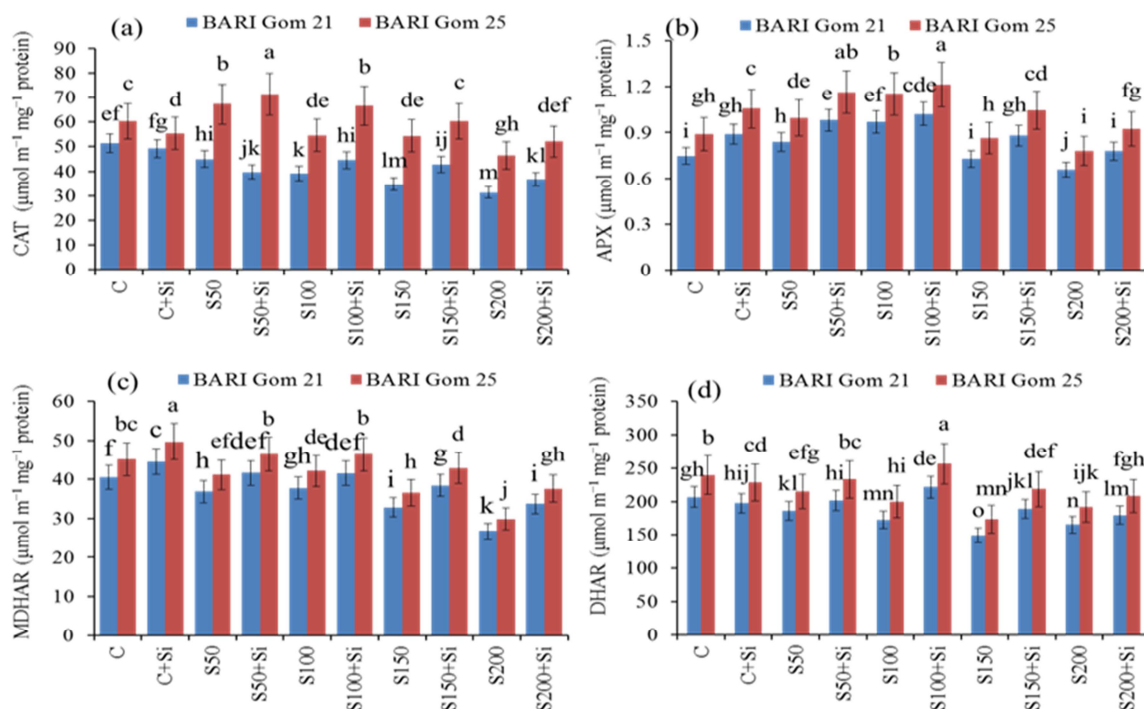 (a)
BARI Gom 21 BARI Gom 25
CAT (µmol m⁻¹ mg⁻¹ protein)
90
80
70
60
50
40
30
20
10
0
ef c fg d hi b jk a k de hi b lm de ij c m gh kl def
C C+Si S50 S50+Si S100 S100+Si S150 S150+Si S200 S200+Si
(b)
BARI Gom 21 BARI Gom 25
APX (µmol m⁻¹ mg⁻¹ protein)
1.5
1.2
0.9
0.6
0.3
0
i gh gh c h de e ab ef b cde a i h gh cd j i i fg
C C+Si S50 S50+Si S100 S100+Si S150 S150+Si S200 S200+Si
(c)
BARI Gom 21 BARI Gom 25
MDHAR (µmol m⁻¹ mg⁻¹ protein)
60
50
40
30
20
10
0
f bc c a h ef def b gh de def b i h g d k j i gh
C C+Si S50 S50+Si S100 S100+Si S150 S150+Si S200 S200+Si
(d)
BARI Gom 21 BARI Gom 25
DHAR (µmol m⁻¹ mg⁻¹ protein)
350
300
250
200
150
100
50
0
gh b hij cd kl efg hi bc mn hi de a o mn jkl def n ijk lm fgh
C C+Si S50 S50+Si S100 S100+Si S150 S150+Si S200 S200+Si